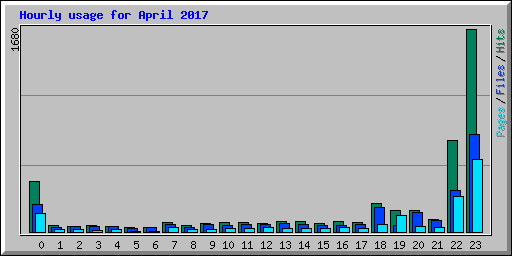 Hourly usage for April 2017
1680
Pages/Files/Hits
0 1 2 3 4 5 6 7 8 9 10 11 12 13 14 15 16 17 18 19 20 21 22 23